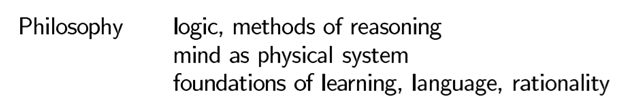 Philosophy logic, methods of reasoning
mind as physical system
foundations of learning, language, rationality